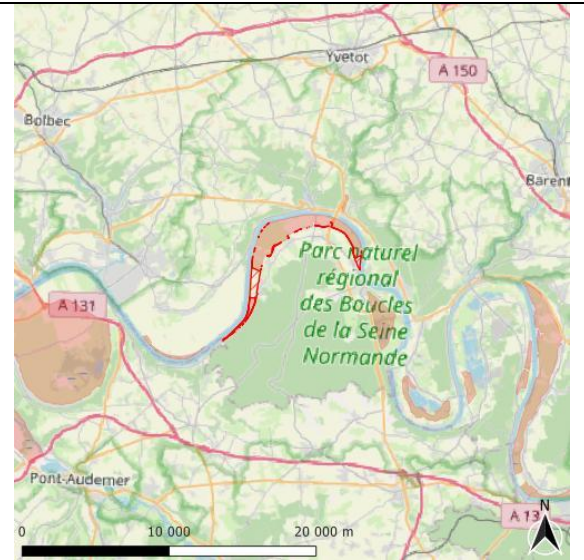 Yvetot
A 150
Bolbec
Barent
Parc naturel
régional
des Boucles
de la Seine
Normande
A 131
Pont-Audemer
A 13
N
0 10 000 20 000 m